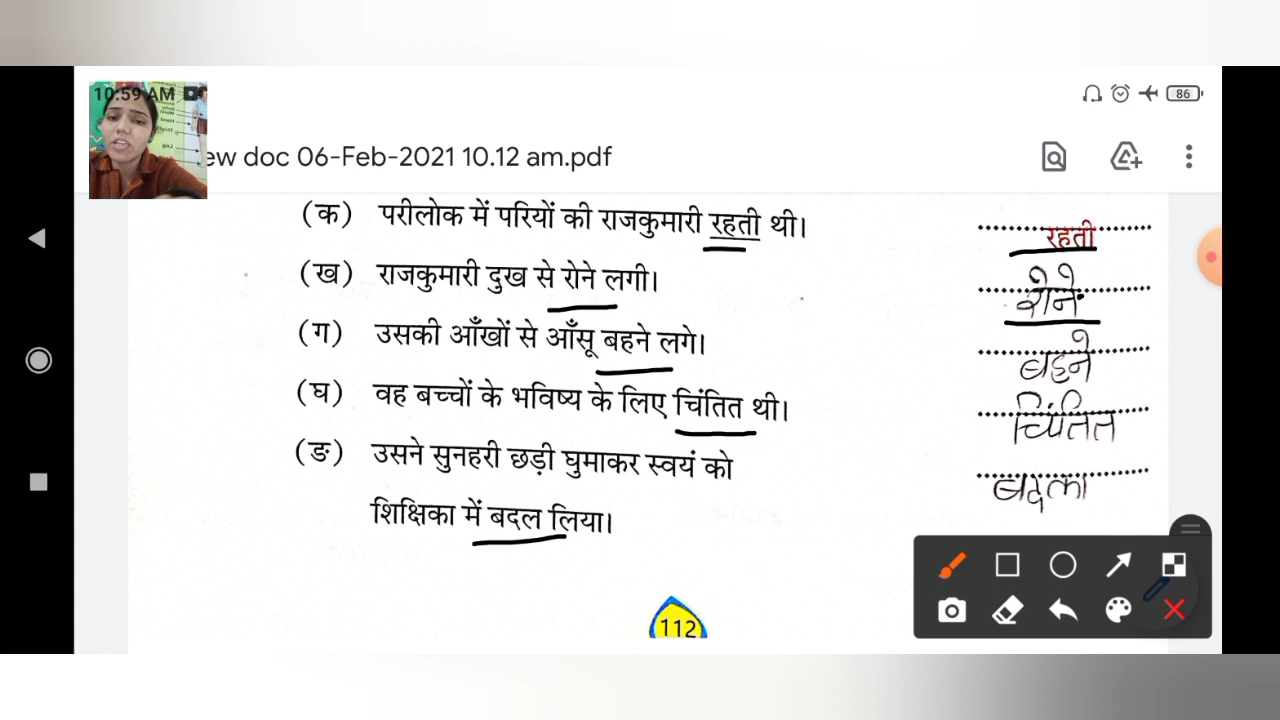 10:59 AM
86
ew doc 06-Feb-2021 10.12 am.pdf
(क) परीलोक में परियों की राजकुमारी रहती थी। रहती
(ख) राजकुमारी दुख से रोने लगी। रोने
(ग) उसकी आँखों से आँसू बहने लगे। बहने
(घ) वह बच्चों के भविष्य के लिए चिंतित थी। चिंतित
(ङ) उसने सुनहरी छड़ी घुमाकर स्वयं को बदला
शिक्षिका में बदल लिया।
112